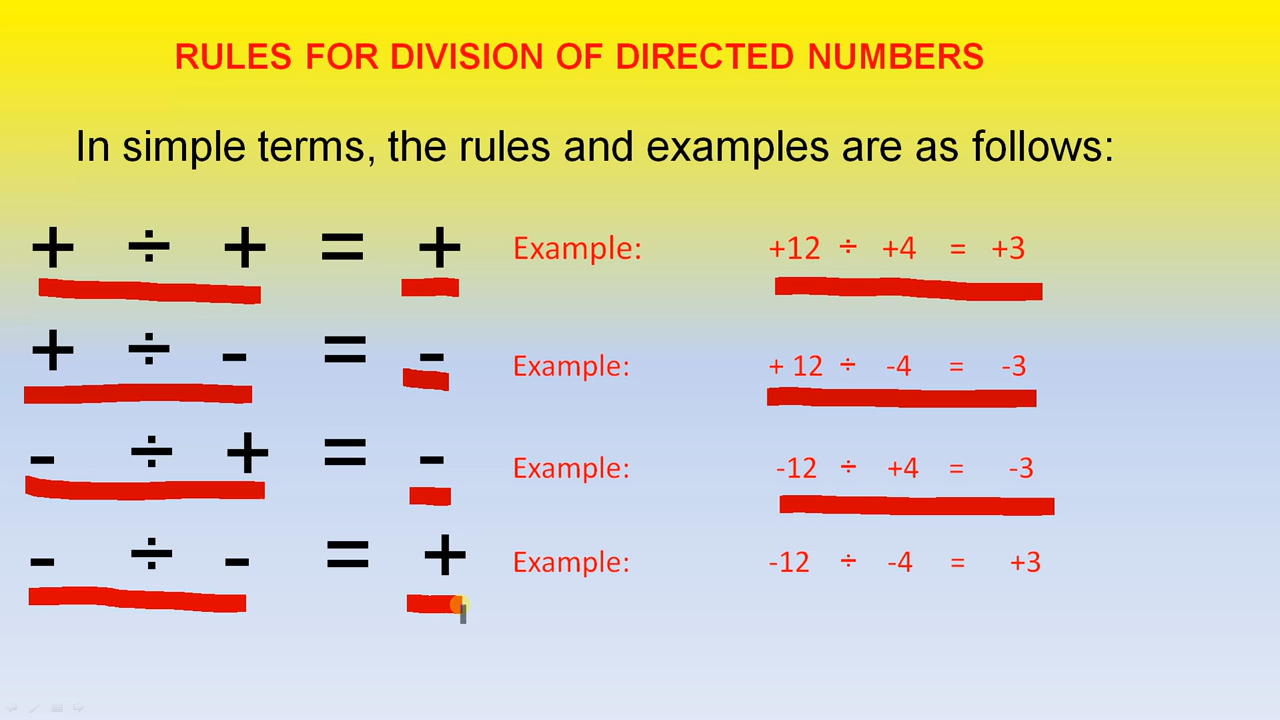 RULES FOR DIVISION OF DIRECTED NUMBERS
In simple terms, the rules and examples are as follows:
+ ÷ + = + Example: +12 ÷ +4 = +3
+ ÷ - = - Example: + 12 ÷ -4 = -3
- ÷ + = - Example: -12 ÷ +4 = -3
- ÷ - = + Example: -12 ÷ -4 = +3